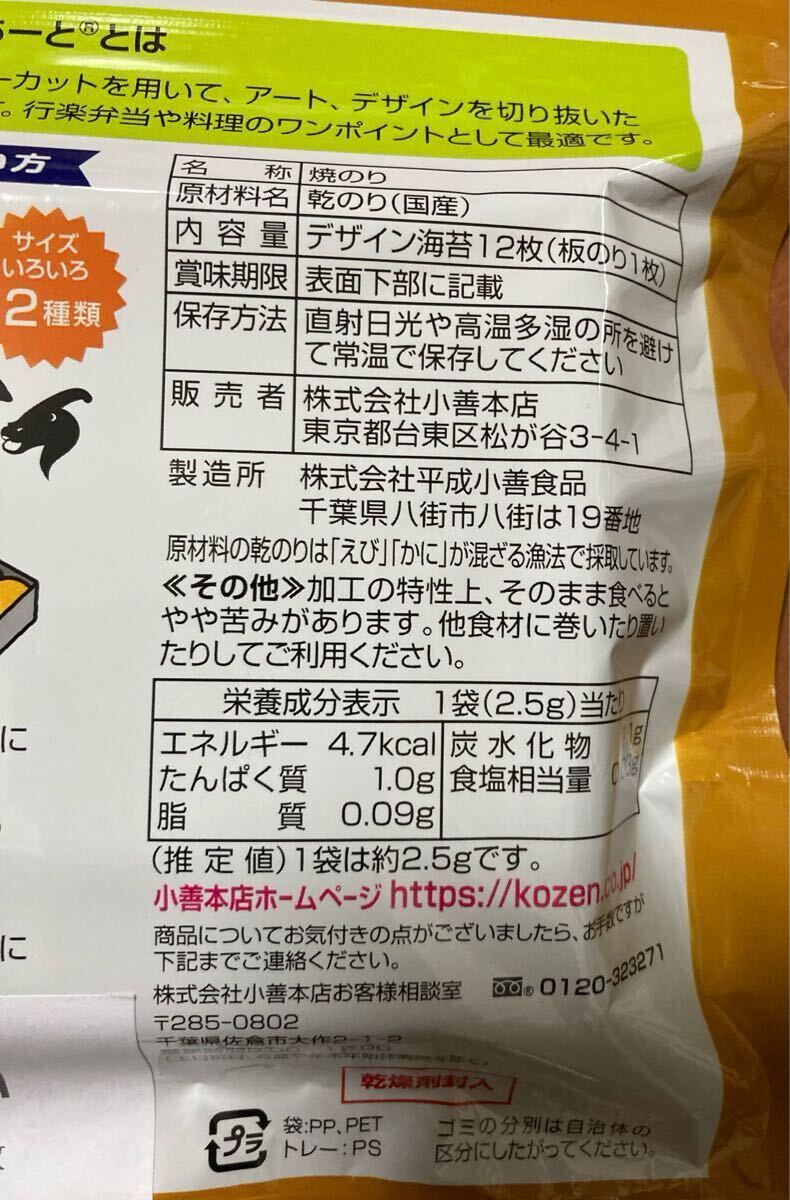 ーと®とは
ーカットを用いて、アート、デザインを切り抜いた
す。行楽弁当や料理のワンポイントとして最適です。
方
サイズ
いろいろ
2種類
名称 焼のり
原材料名 乾のり(国産)
内容量 デザイン海苔12枚(板のり1枚)
賞味期限 表面下部に記載
保存方法 直射日光や高温多湿の所を避け
て常温で保存してください
販売者 株式会社小善本店
東京都台東区松が谷3-4-1
製造所 株式会社平成小善食品
千葉県八街市八街は19番地
原材料の乾のりは「えび」「かに」が混ざる漁法で採取しています。
≪その他≫加工の特性上、そのまま食べると
やや苦みがあります。他食材に巻いたり置い
たりしてご利用ください。
栄養成分表示 1袋(2.5g)当たり
エネルギー 4.7kcal 炭水化物 1.1g
たんぱく質 1.0g 食塩相当量
脂質 0.09g
(推定値)1袋は約2.5gです。
小善本店ホームページ https://kozen.co.jp/
商品についてお気付きの点がございましたら、お手数ですが
下記までご連絡ください。
株式会社小善本店お客様相談室 0120-323271
〒285-0802
千葉県佐倉市大作2-1-2
乾燥剤封入
プラ
袋:PP、PET
トレー:PS
ゴミの分別は自治体の
区分にしたがってください。
に
に